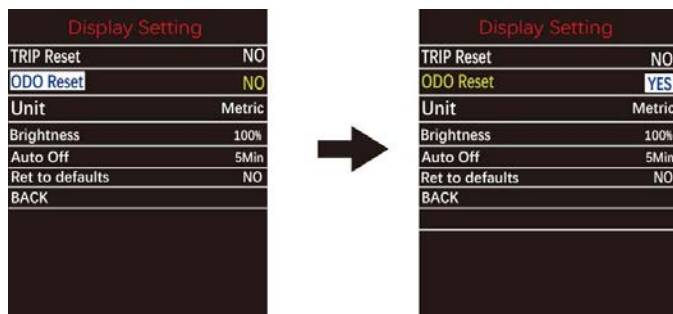 Display Setting
TRIP Reset NO
ODO Reset NO
Unit Metric
Brightness 100%
Auto Off 5Min
Ret to defaults NO
BACK
Display Setting
TRIP Reset NO
ODO Reset YES
Unit Metric
Brightness 100%
Auto Off 5Min
Ret to defaults NO
BACK